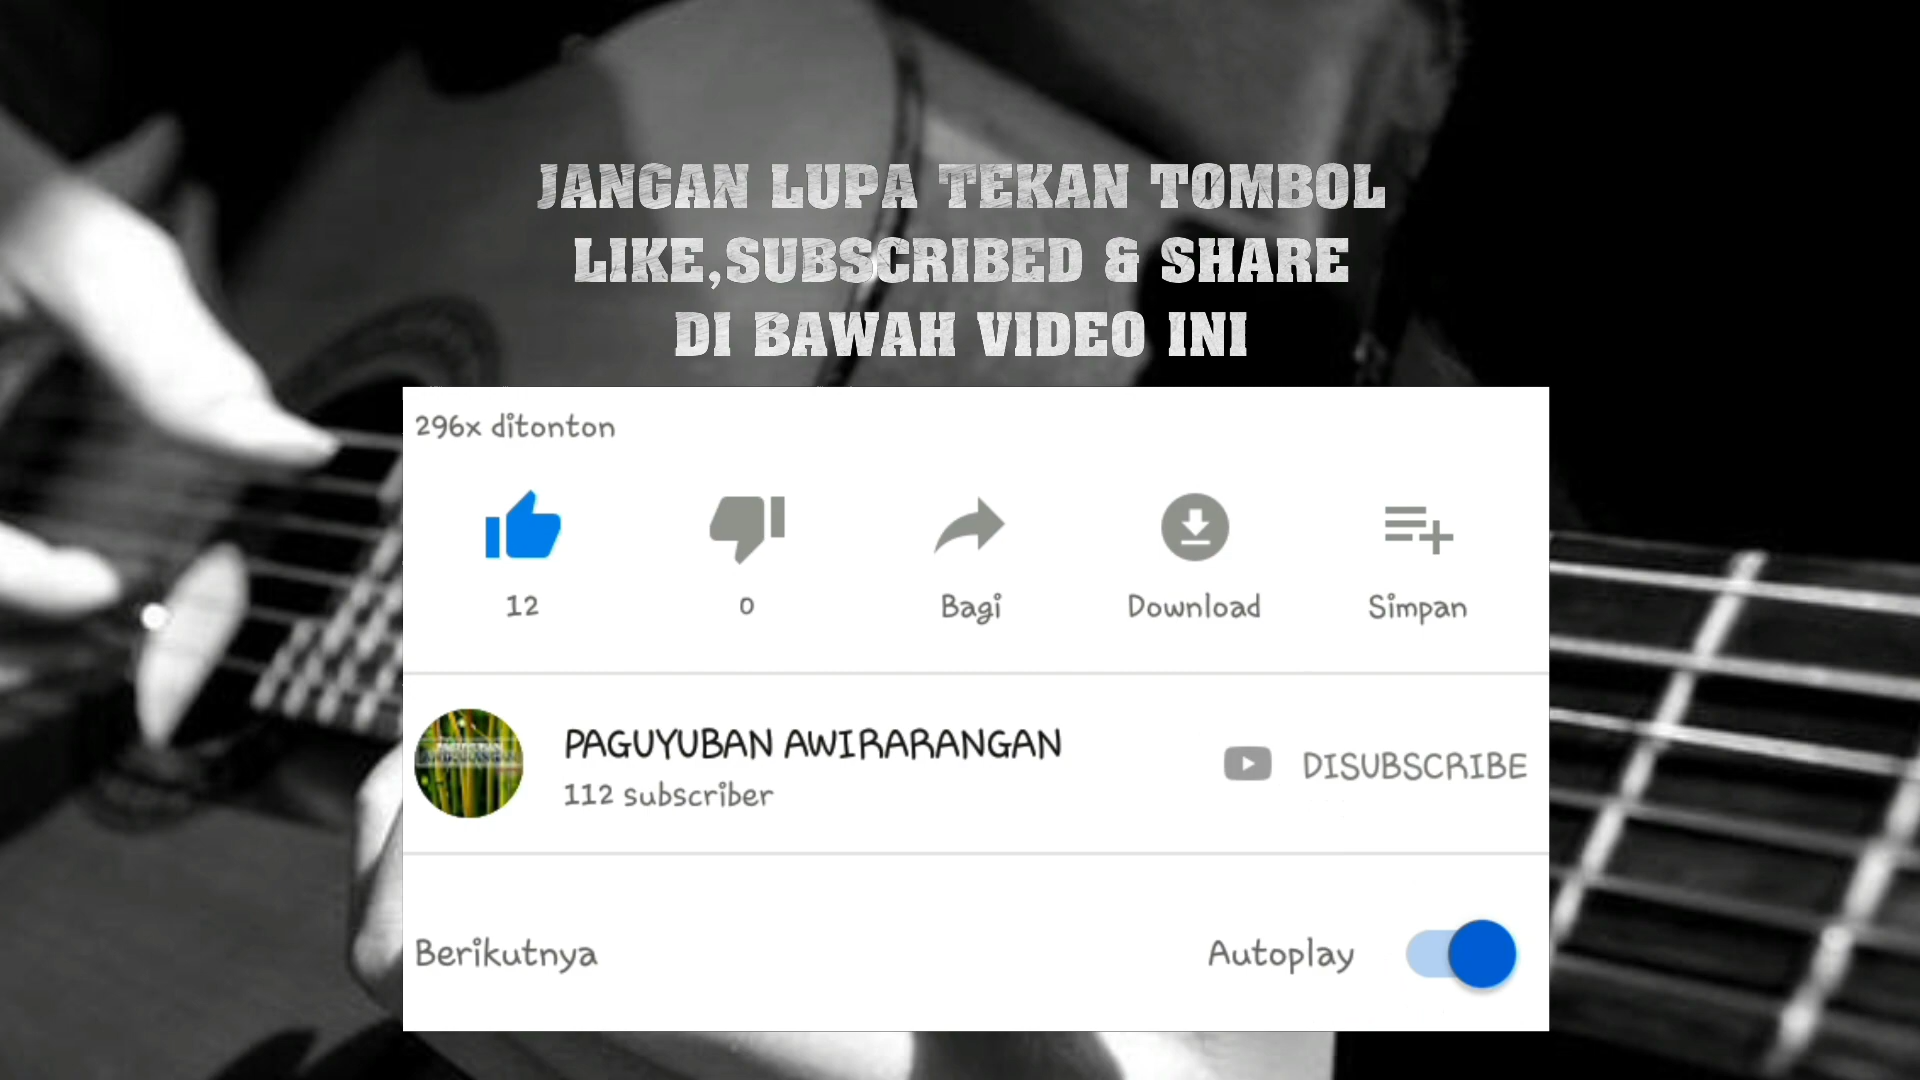 JANGAN LUPA TEKAN TOMBOL
LIKE,SUBSCRIBED & SHARE
DI BAWAH VIDEO INI
296x ditonton
12
0
Bagi
Download
Simpan
PAGUYUBAN AWIRARANGAN
112 subscriber
DISUBSCRIBE
Berikutnya
Autoplay